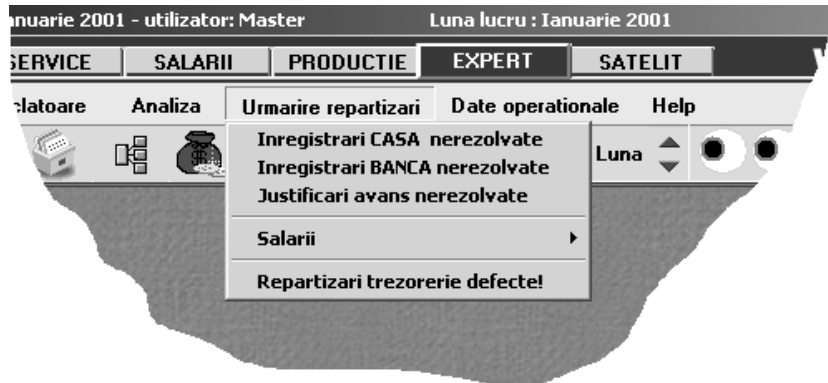 Ianuarie 2001 - utilizator: Master Luna lucru : Ianuarie 2001
SERVICE SALARII PRODUCTIE EXPERT SATELIT
Analiza Urmarire repartizari Date operationale Help
Luna
Inregistrari CASA nerezolvate
Inregistrari BANCA nerezolvate
Justificari avans nerezolvate
Salarii
Repartizari trezorerie defecte!